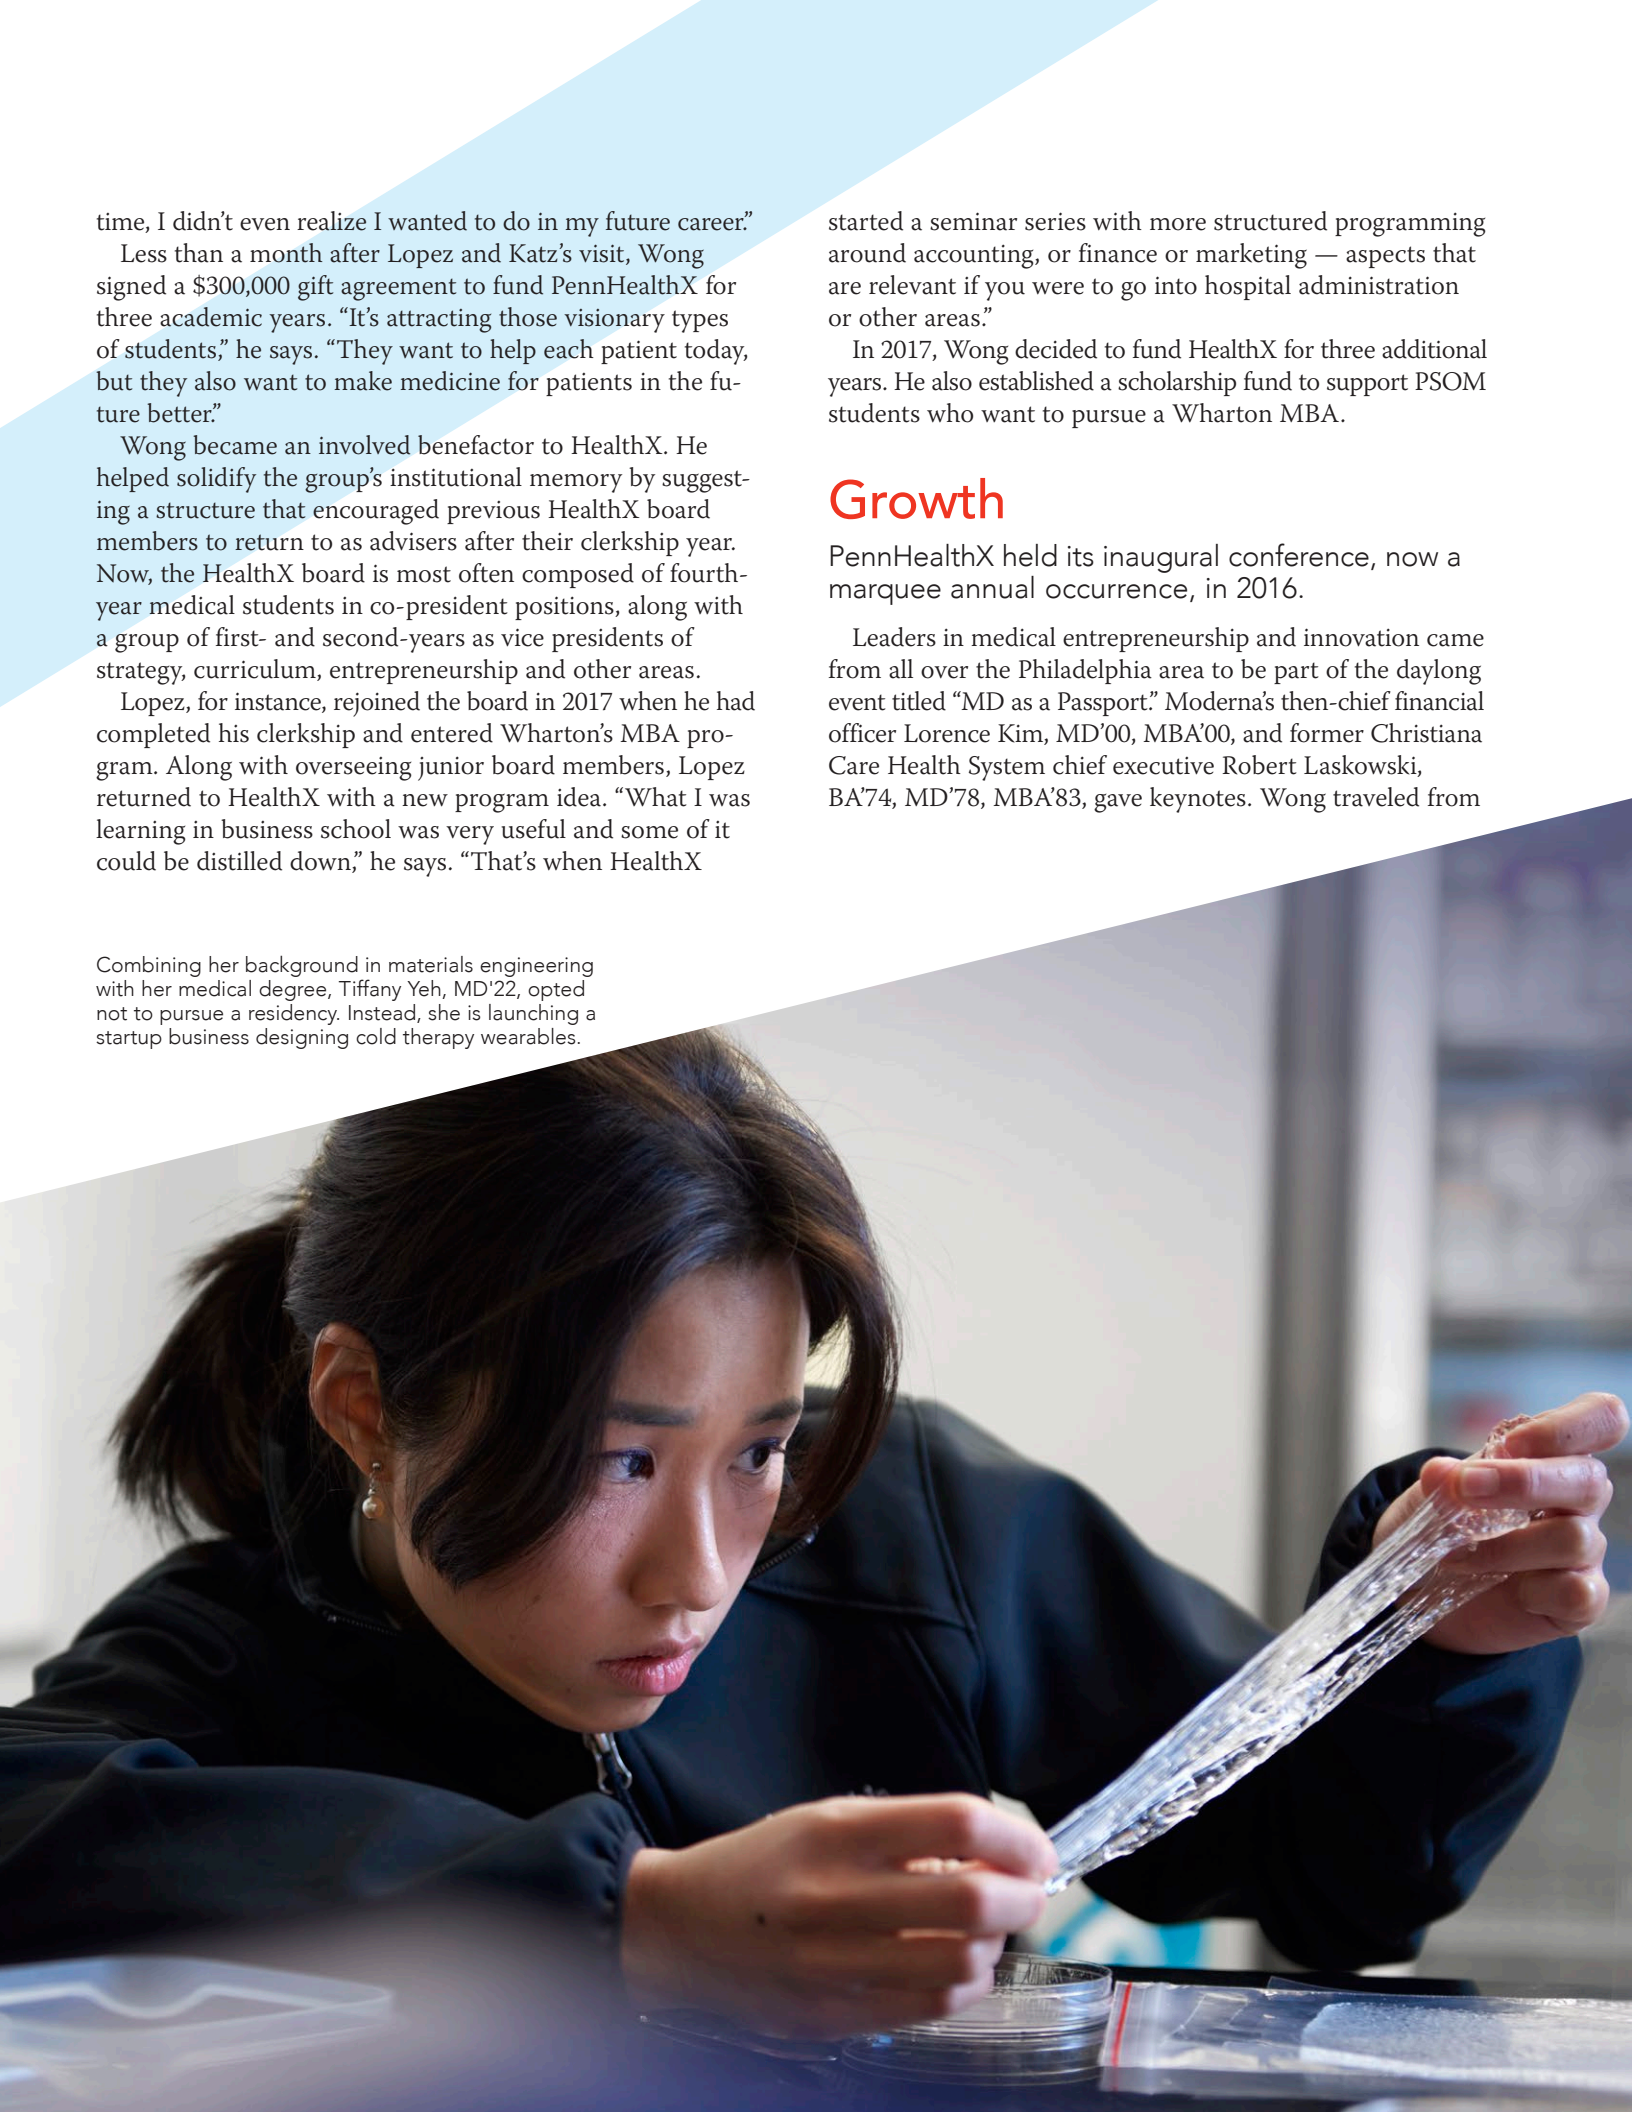 time, I didn’t even realize I wanted to do in my future career.”
Less than a month after Lopez and Katz’s visit, Wong
signed a $300,000 gift agreement to fund PennHealthX for
three academic years. “It’s attracting those visionary types
of students,” he says. “They want to help each patient today,
but they also want to make medicine for patients in the fu-
ture better.”
Wong became an involved benefactor to HealthX. He
helped solidify the group’s institutional memory by suggest-
ing a structure that encouraged previous HealthX board
members to return to as advisers after their clerkship year.
Now, the HealthX board is most often composed of fourth-
year medical students in co-president positions, along with
a group of first- and second-years as vice presidents of
strategy, curriculum, entrepreneurship and other areas.
Lopez, for instance, rejoined the board in 2017 when he had
completed his clerkship and entered Wharton’s MBA pro-
gram. Along with overseeing junior board members, Lopez
returned to HealthX with a new program idea. “What I was
learning in business school was very useful and some of it
could be distilled down,” he says. “That’s when HealthX
started a seminar series with more structured programming
around accounting, or finance or marketing — aspects that
are relevant if you were to go into hospital administration
or other areas.”
In 2017, Wong decided to fund HealthX for three additional
years. He also established a scholarship fund to support PSOM
students who want to pursue a Wharton MBA.
Growth
PennHealthX held its inaugural conference, now a
marquee annual occurrence, in 2016.
Leaders in medical entrepreneurship and innovation came
from all over the Philadelphia area to be part of the daylong
event titled “MD as a Passport.” Moderna’s then-chief financial
officer Lorence Kim, MD’00, MBA’00, and former Christiana
Care Health System chief executive Robert Laskowski,
BA’74, MD’78, MBA’83, gave keynotes. Wong traveled from
Combining her background in materials engineering
with her medical degree, Tiffany Yeh, MD'22, opted
not to pursue a residency. Instead, she is launching a
startup business designing cold therapy wearables.